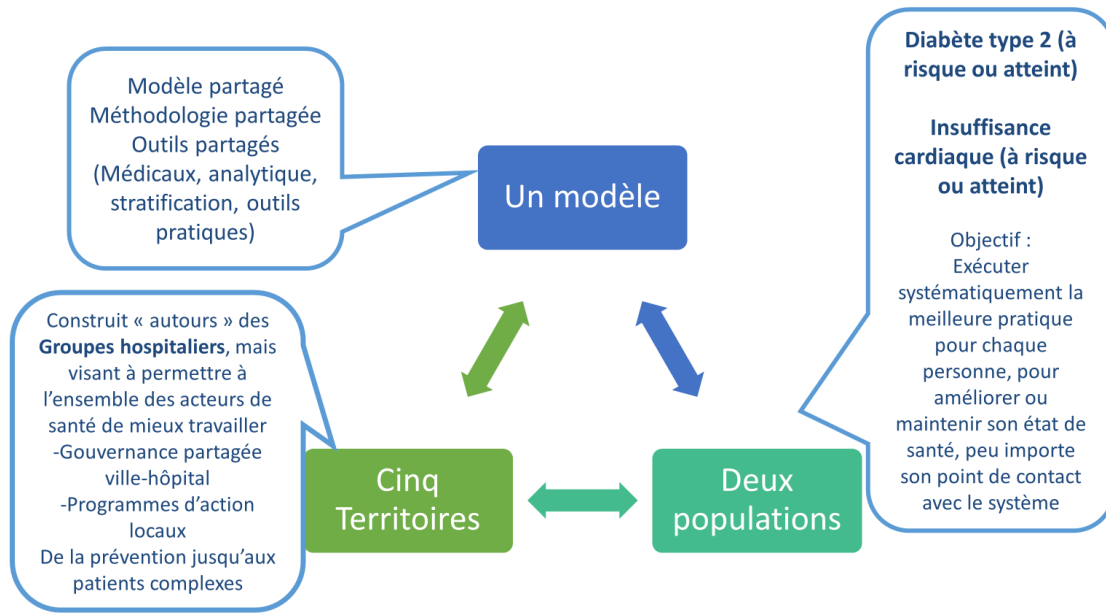 Modèle partagé
Méthodologie partagée
Outils partagés
(Médicaux, analytique,
stratification, outils
pratiques)
Un modèle
Diabète type 2 (à
risque ou atteint)
Insuffisance
cardiaque (à risque
ou atteint)
Objectif :
Exécuter
systématiquement la
meilleure pratique
pour chaque
personne, pour
améliorer ou
maintenir son état de
santé, peu importe
son point de contact
avec le système
Construit « autours » des
Groupes hospitaliers, mais
visant à permettre à
l’ensemble des acteurs de
santé de mieux travailler
-Gouvernance partagée
ville-hôpital
-Programmes d’action
locaux
De la prévention jusqu’aux
patients complexes
Cinq
Territoires
Deux
populations